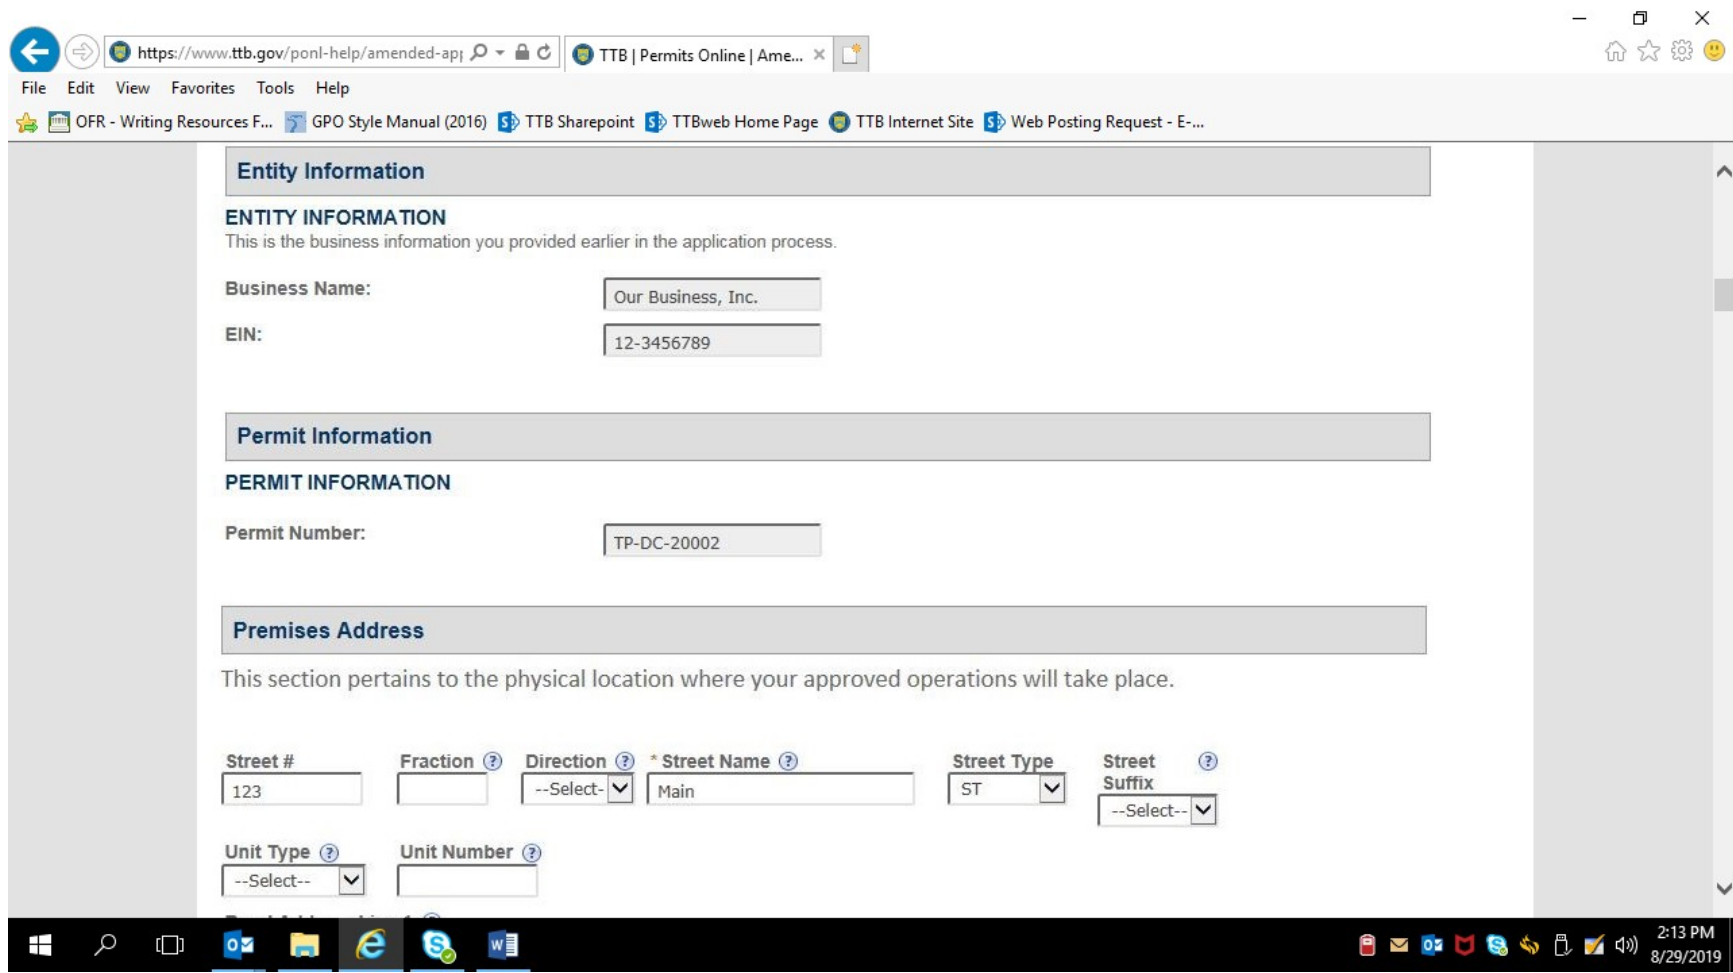 https://www.ttb.gov/ponl-help/amended-ap
TTB | Permits Online | Ame...
File Edit View Favorites Tools Help
OFR - Writing Resources F... GPO Style Manual (2016) TTB Sharepoint TTBweb Home Page TTB Internet Site Web Posting Request - E-...
Entity Information
ENTITY INFORMATION
This is the business information you provided earlier in the application process.
Business Name: Our Business, Inc.
EIN: 12-3456789
Permit Information
PERMIT INFORMATION
Permit Number: TP-DC-20002
Premises Address
This section pertains to the physical location where your approved operations will take place.
Street # Fraction Direction * Street Name Street Type Street Suffix
123 --Select- Main ST --Select--
Unit Type Unit Number
--Select--
2:13 PM
8/29/2019